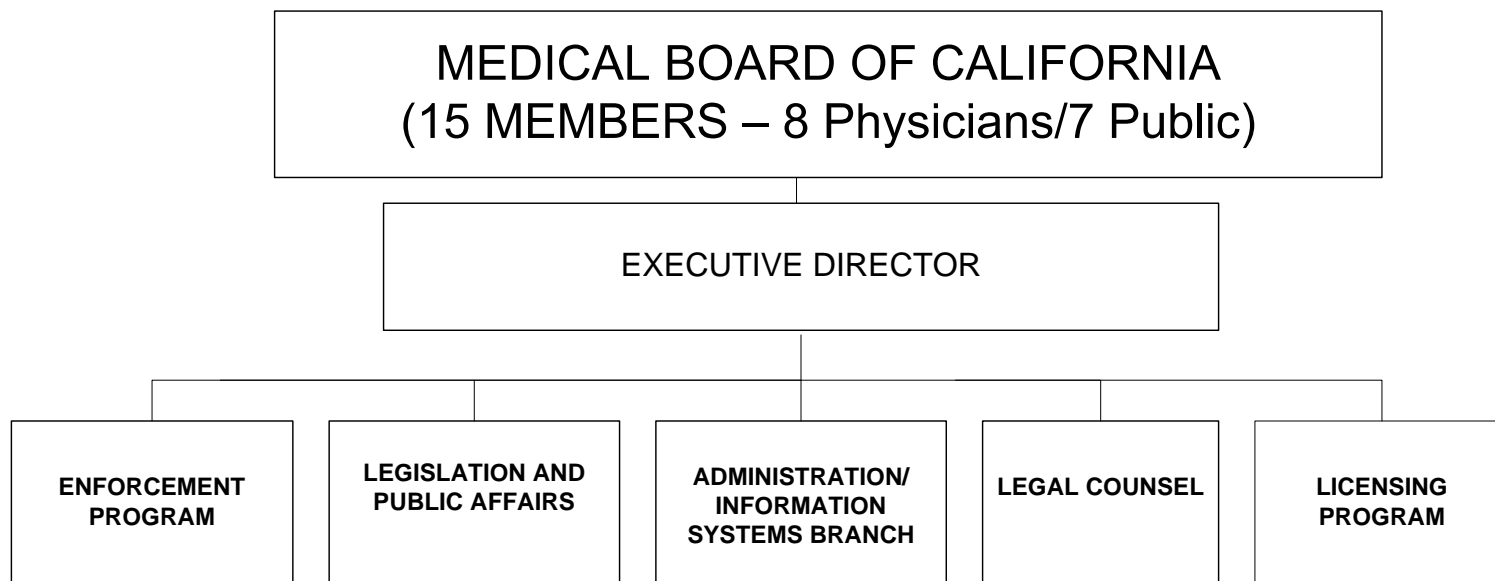 MEDICAL BOARD OF CALIFORNIA
(15 MEMBERS – 8 Physicians/7 Public)
EXECUTIVE DIRECTOR
ENFORCEMENT
PROGRAM
LEGISLATION AND
PUBLIC AFFAIRS
ADMINISTRATION/
INFORMATION
SYSTEMS BRANCH
LEGAL COUNSEL
LICENSING
PROGRAM